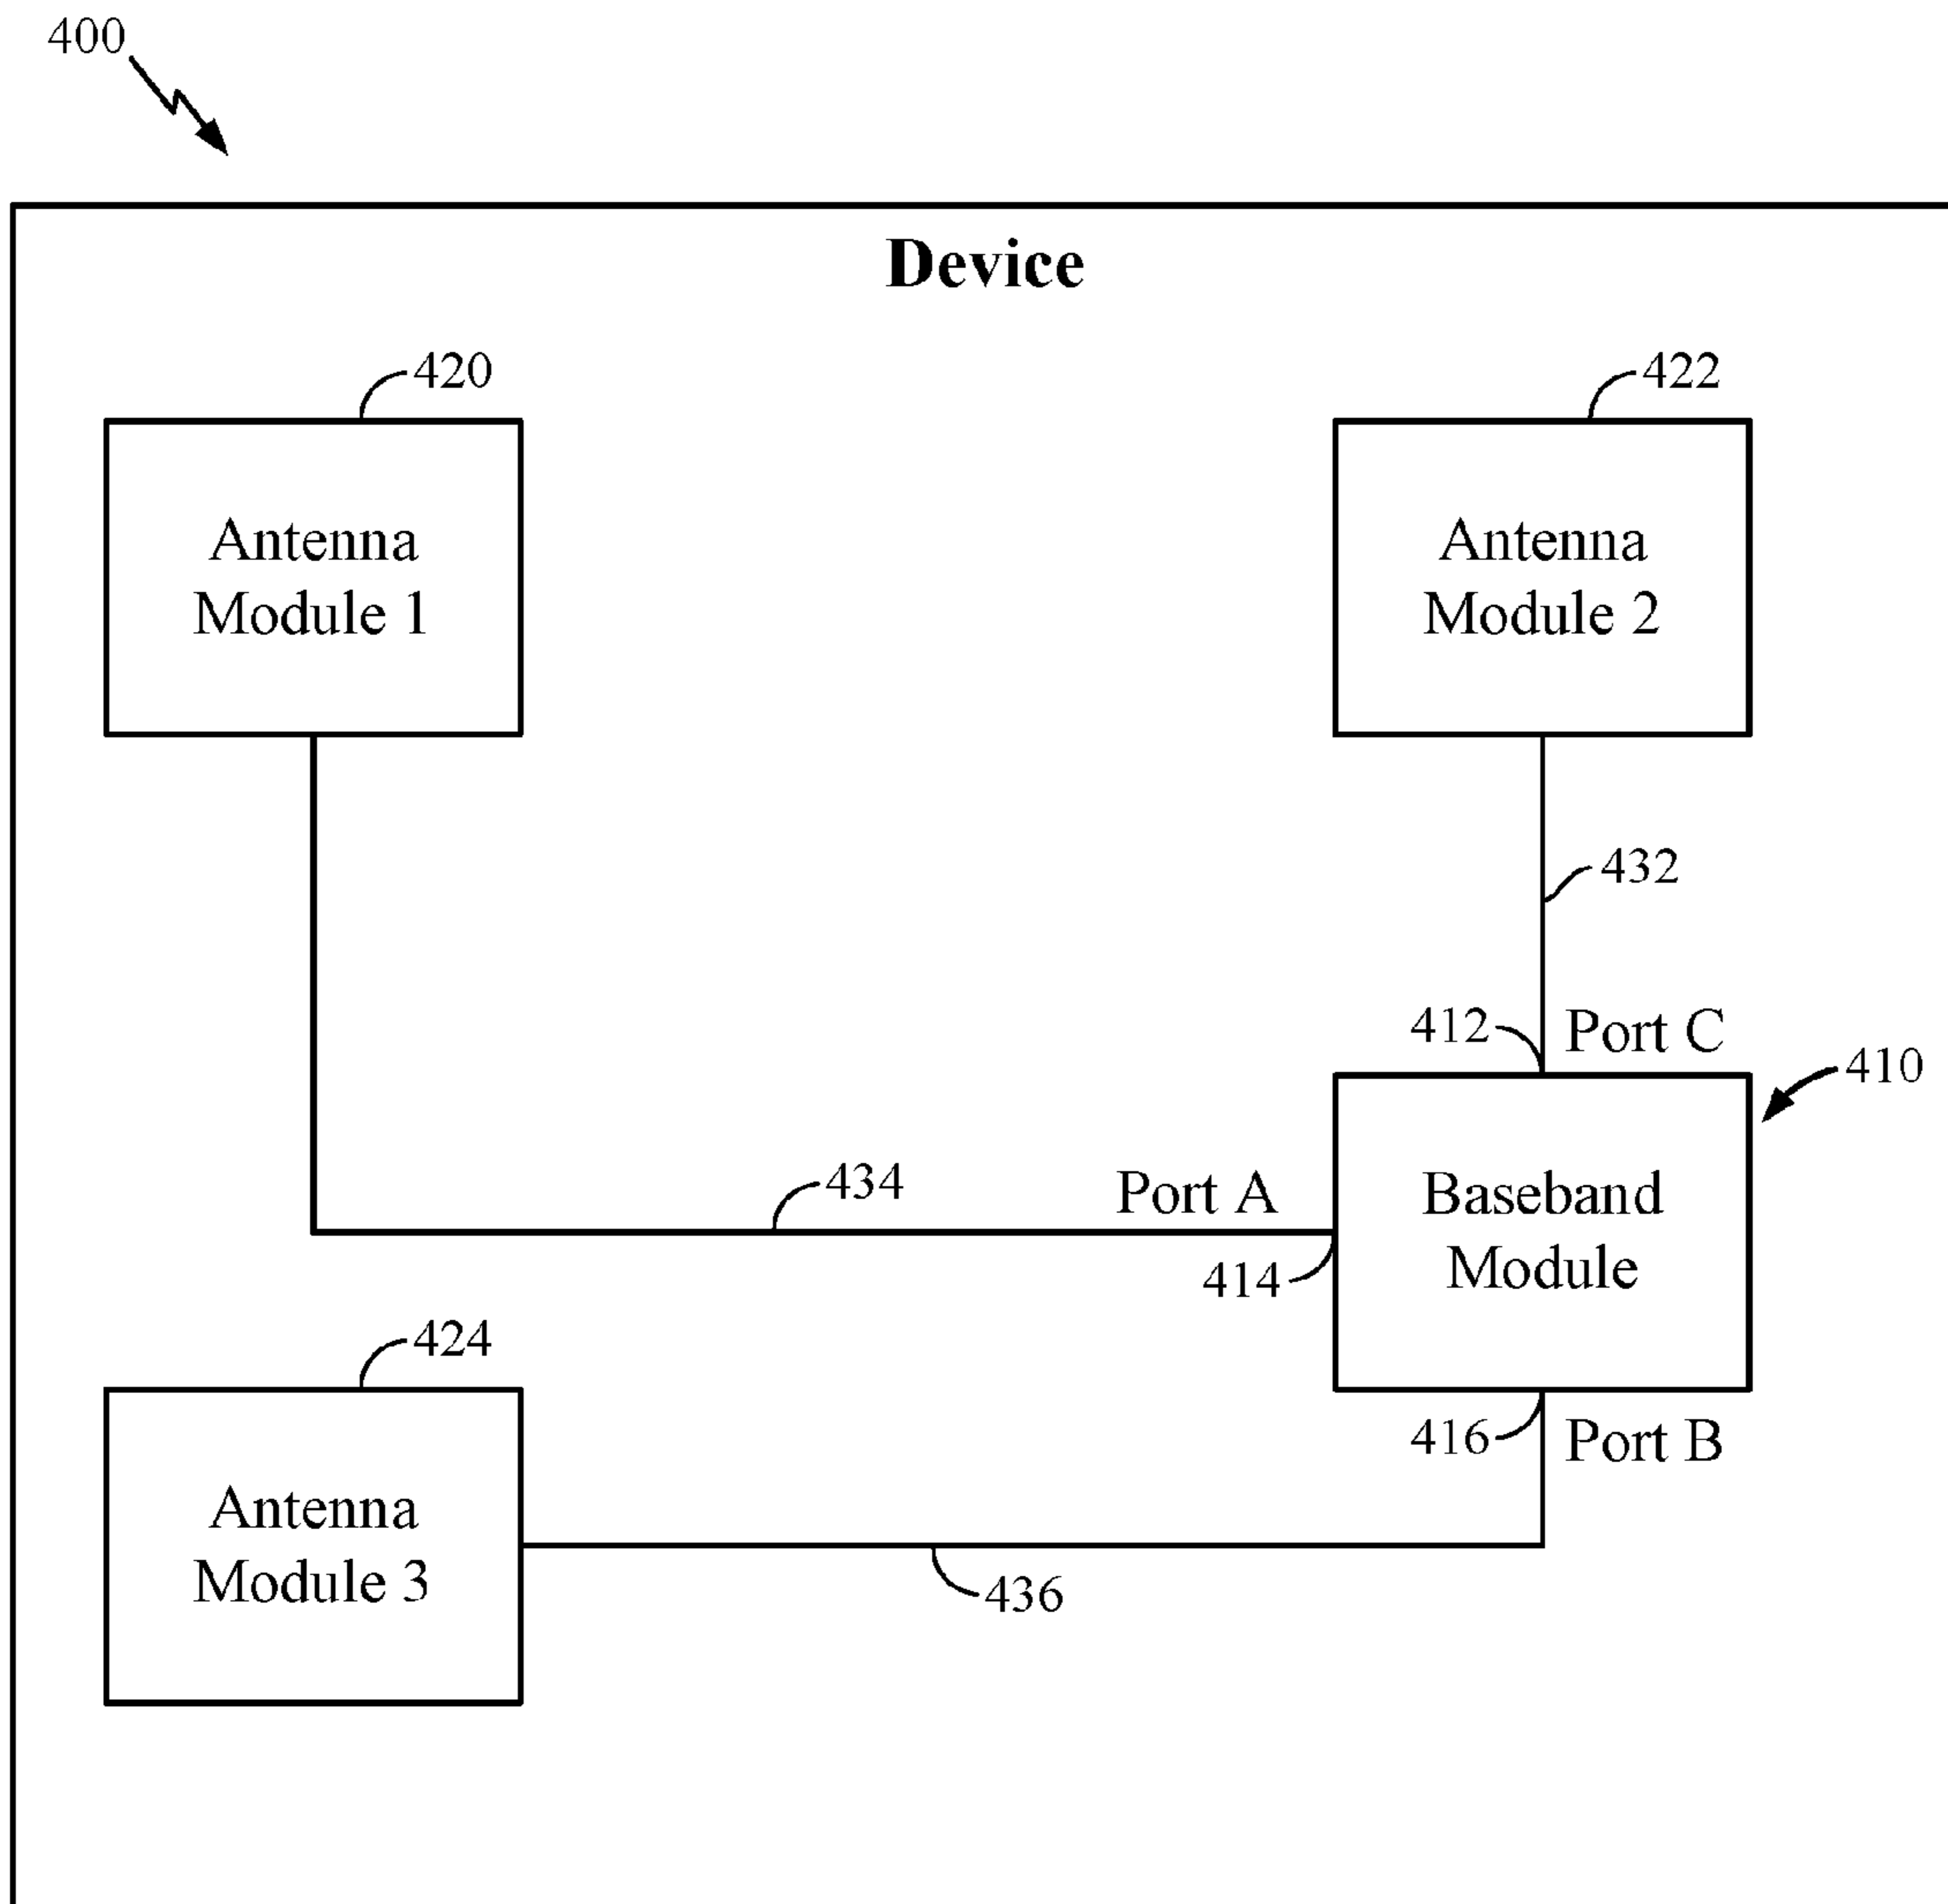 400
Device
420
422
Antenna
Module 1
Antenna
Module 2
432
412
Port C
410
434
Port A
Baseband
Module
414
424
416
Port B
Antenna
Module 3
436